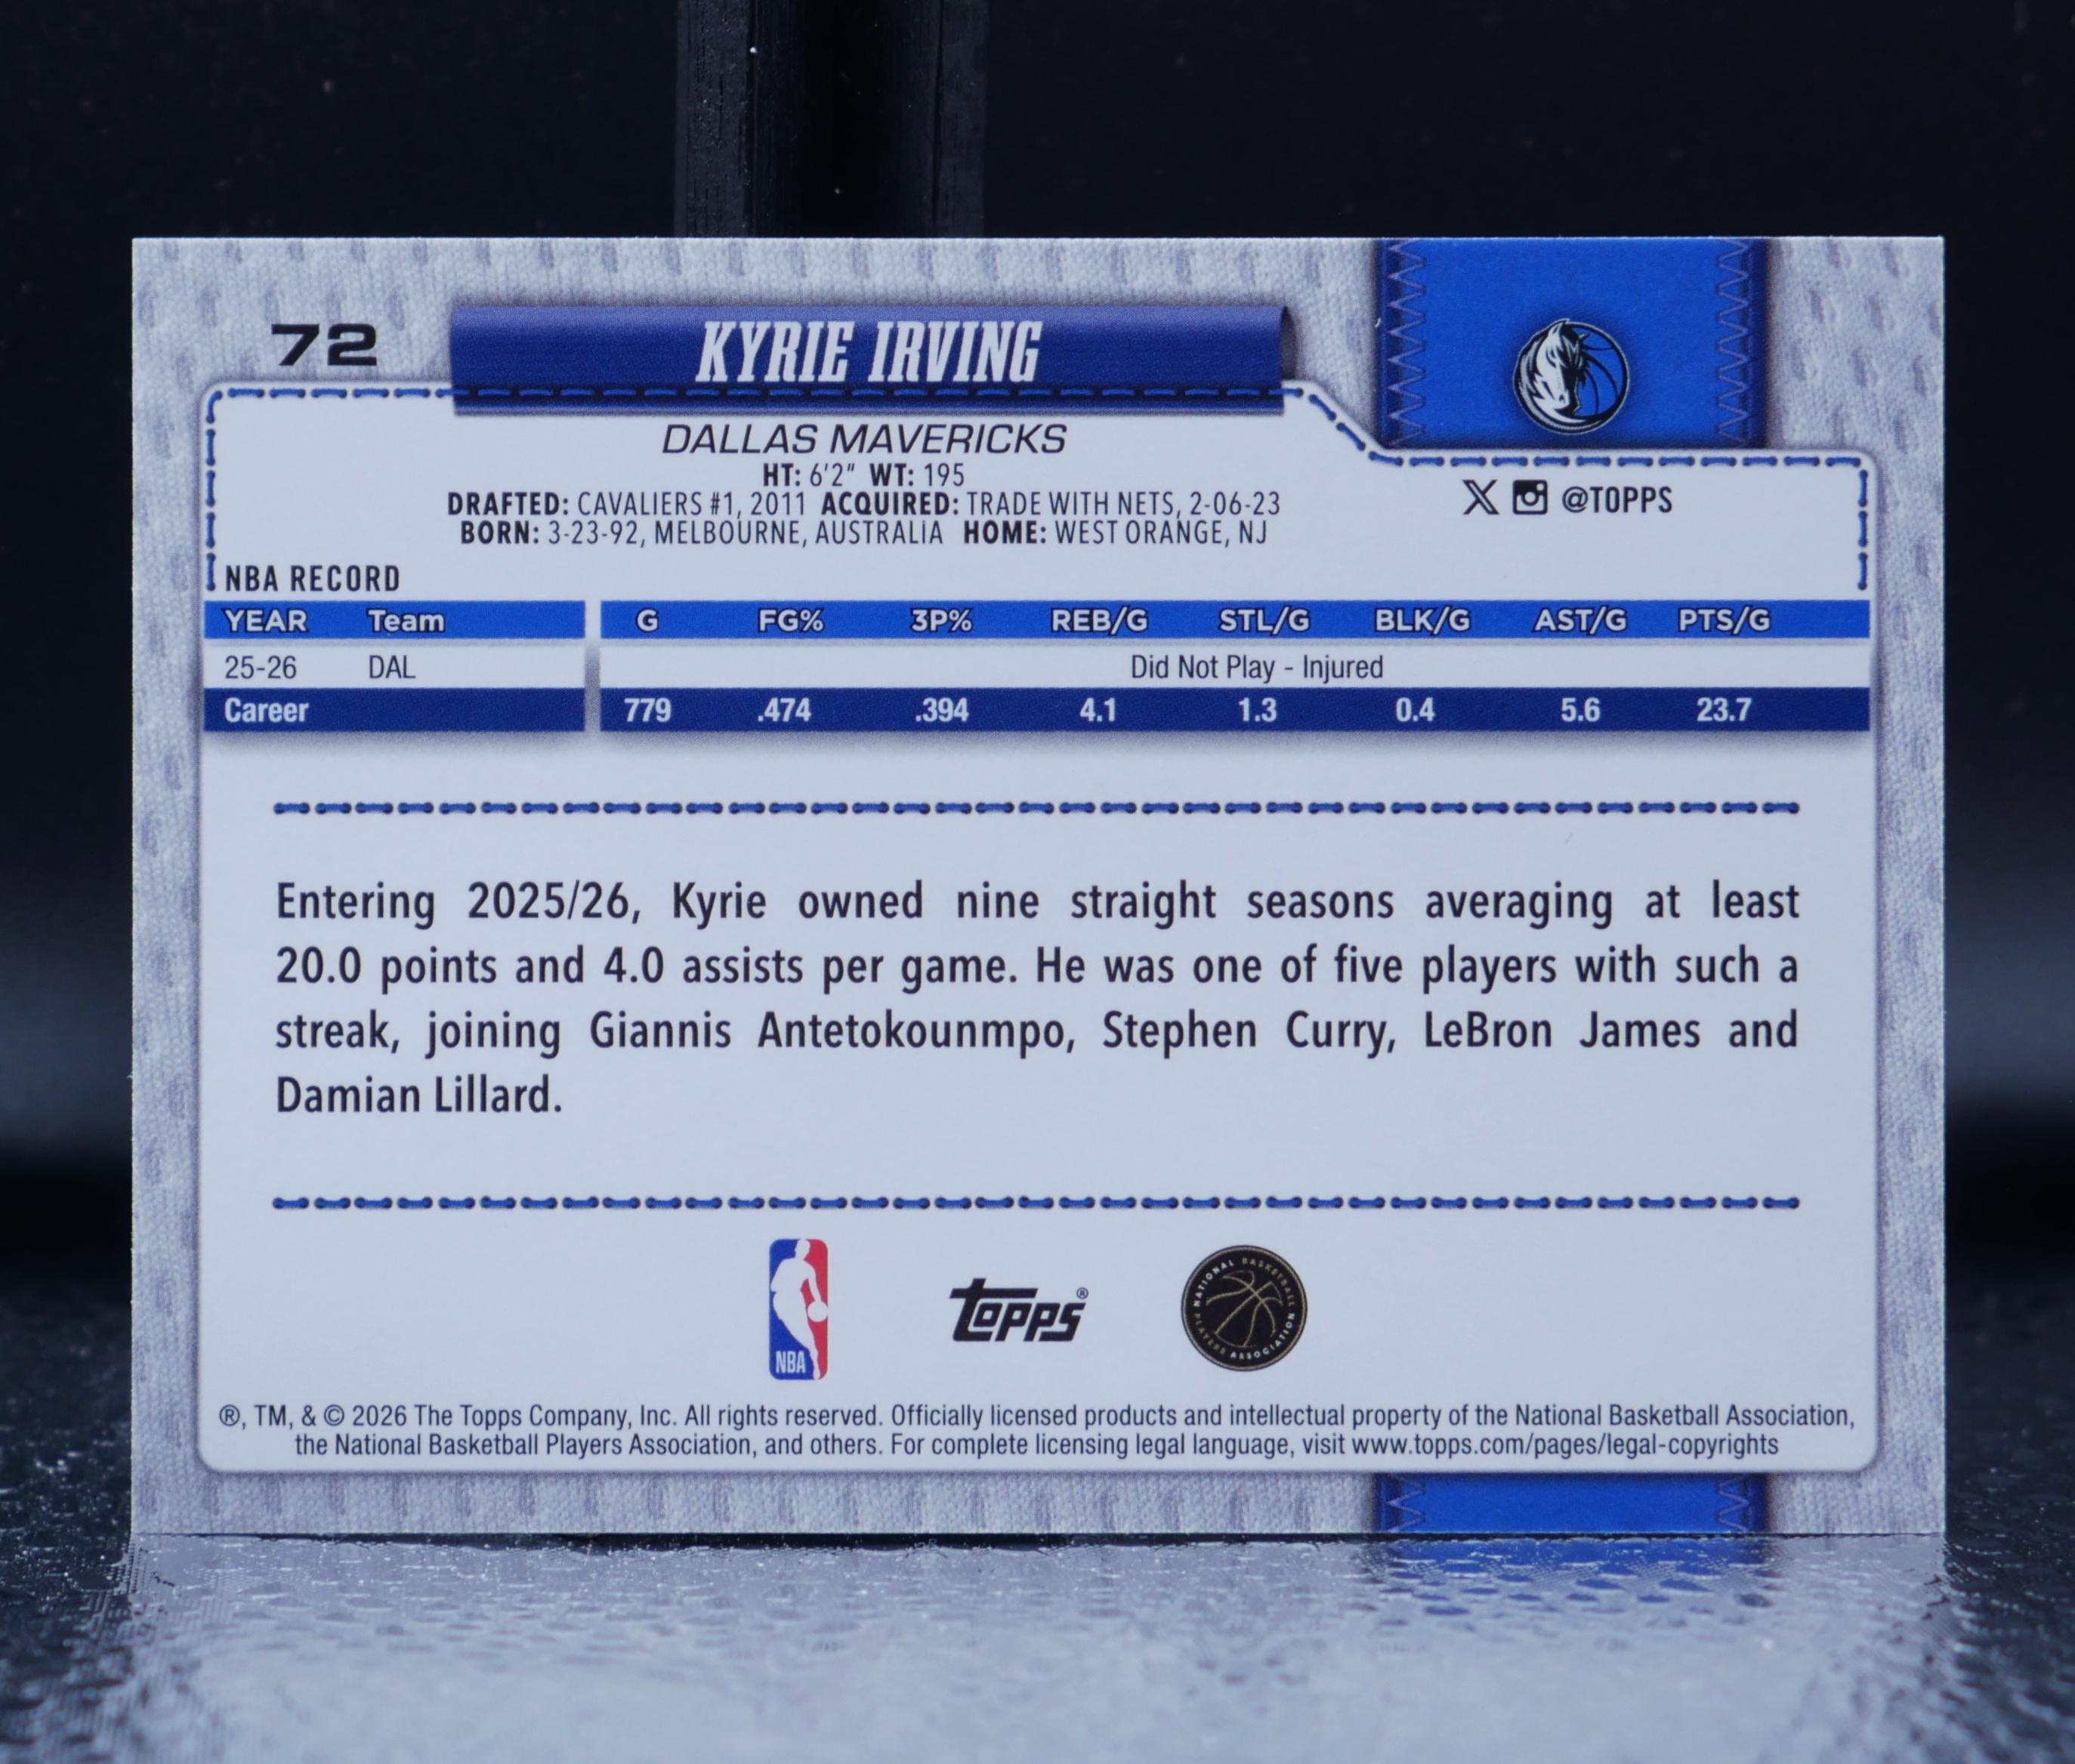 72
KYRIE IRVING
DALLAS MAVERICKS
HT: 6'2" WT: 195
DRAFTED: CAVALIERS #1, 2011 ACQUIRED: TRADE WITH NETS, 2-06-23
BORN: 3-23-92, MELBOURNE, AUSTRALIA HOME: WEST ORANGE, NJ
@TOPPS
NBA RECORD
YEAR Team G FG% 3P% REB/G STL/G BLK/G AST/G PTS/G
25-26 DAL Did Not Play - Injured
Career 779 .474 .394 4.1 1.3 0.4 5.6 23.7
Entering 2025/26, Kyrie owned nine straight seasons averaging at least
20.0 points and 4.0 assists per game. He was one of five players with such a
streak, joining Giannis Antetokounmpo, Stephen Curry, LeBron James and
Damian Lillard.
NBA
topps®
NATIONAL BASKETBALL PLAYERS ASSOCIATION
®, TM, & © 2026 The Topps Company, Inc. All rights reserved. Officially licensed products and intellectual property of the National Basketball Association,
the National Basketball Players Association, and others. For complete licensing legal language, visit www.topps.com/pages/legal-copyrights